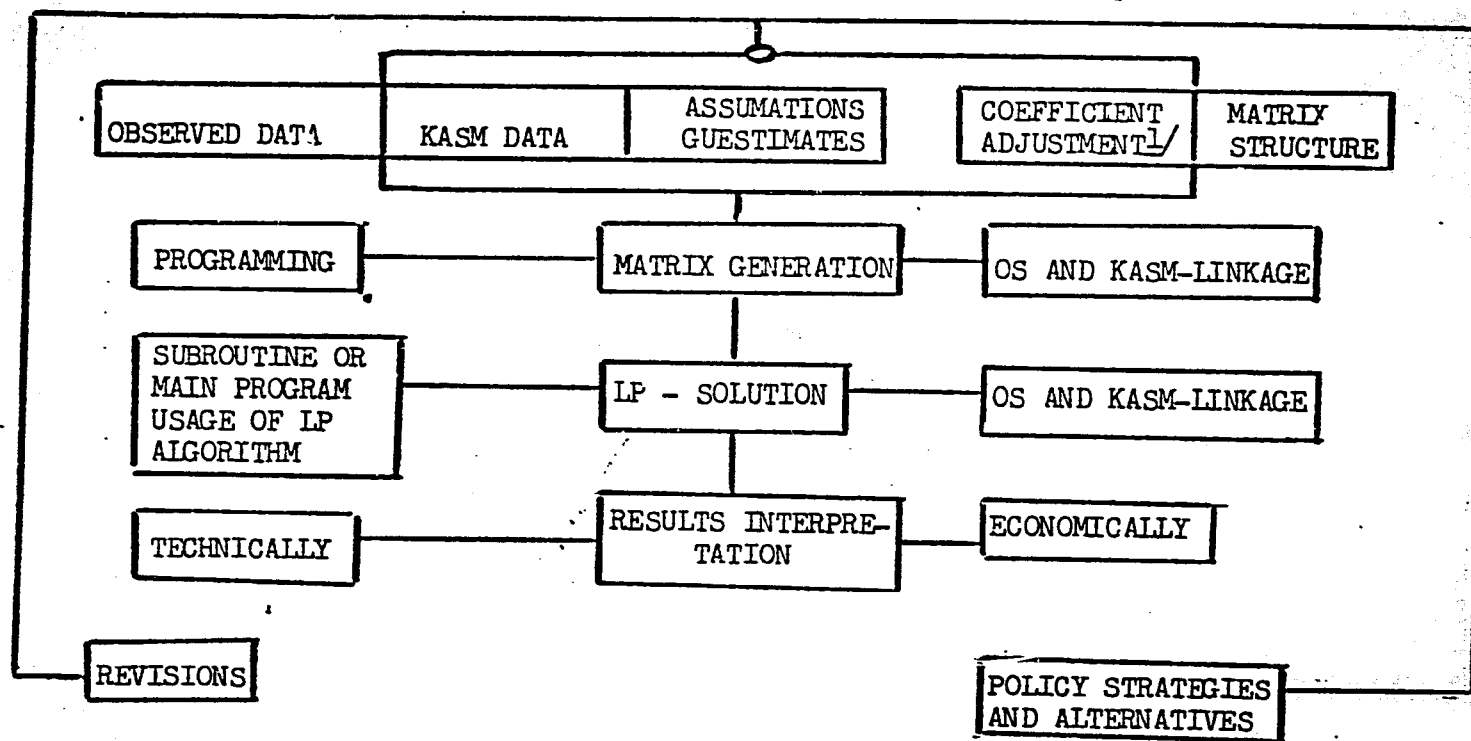 OBSERVED DATA
KASM DATA
ASSUMATIONS
GUESTIMATES
COEFFICIENT
ADJUSTMENT1/
MATRIX
STRUCTURE
PROGRAMMING
MATRIX GENERATION
OS AND KASM-LINKAGE
SUBROUTINE OR
MAIN PROGRAM
USAGE OF LP
ALGORITHM
LP - SOLUTION
OS AND KASM-LINKAGE
TECHNICALLY
RESULTS INTERPRE-
TATION
ECONOMICALLY
REVISIONS
POLICY STRATEGIES
AND ALTERNATIVES